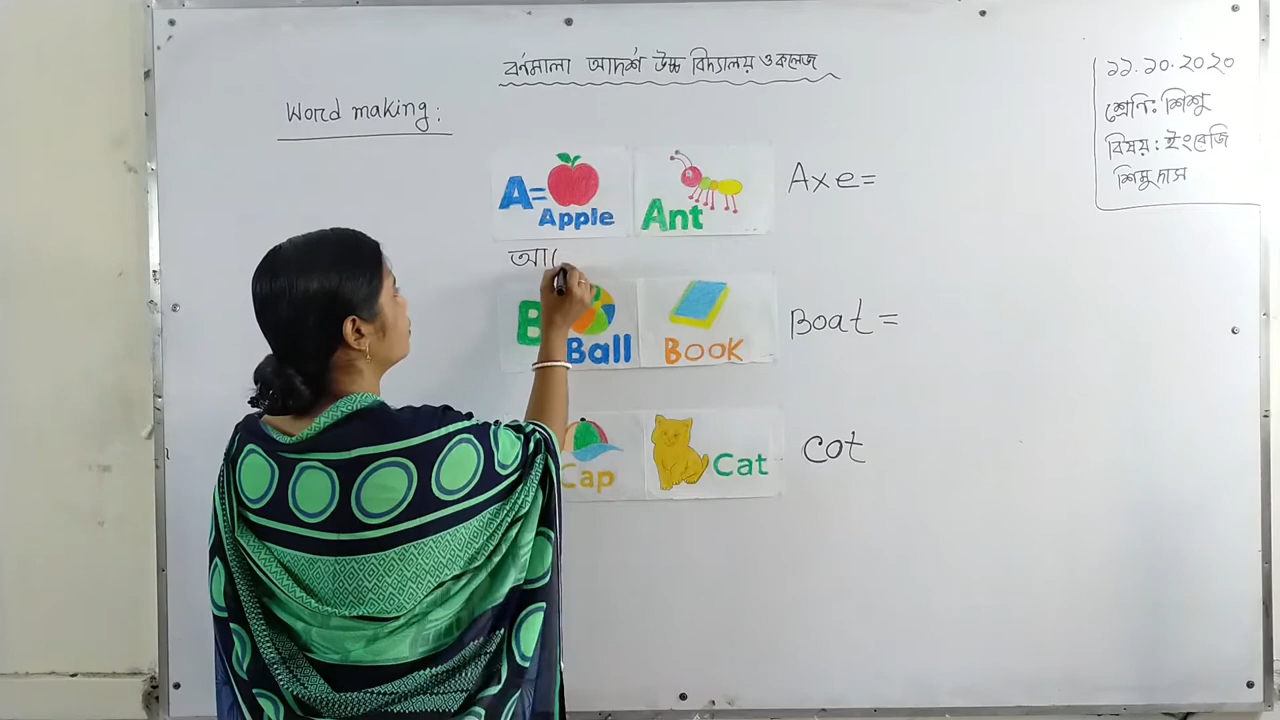 বর্ণমালা আদর্শ উচ্চ বিদ্যালয় ও কলেজ
১১.১০.২০২০
শ্রেণি: শিশু
বিষয়: ইংরেজি
শিমু দাস
Word making:
A= Apple
Ant
Axe=
আ
B Ball
BOOK
Boat =
Cap
Cat
cot